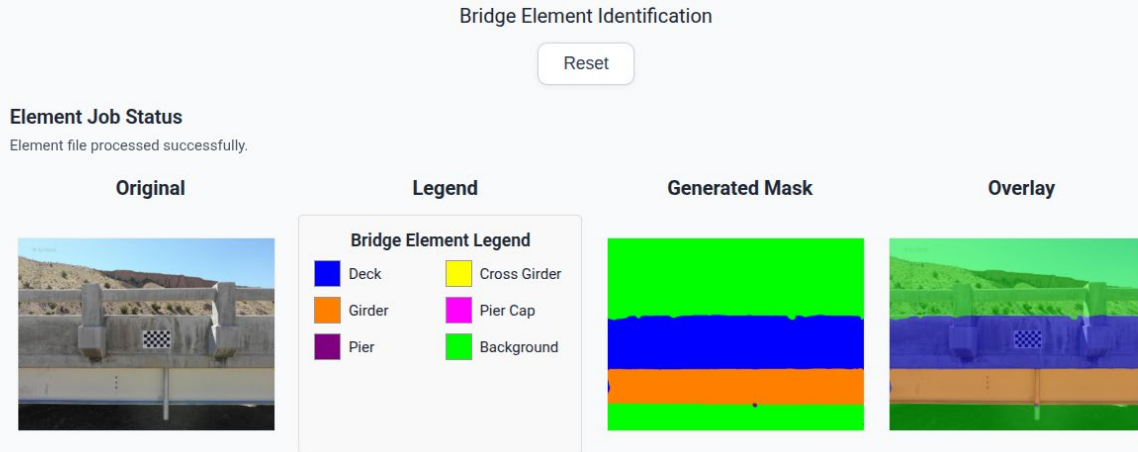 Bridge Element Identification
Reset
Element Job Status
Element file processed successfully.
Original
Legend
Generated Mask
Overlay
Bridge Element Legend
Deck
Cross Girder
Girder
Pier Cap
Pier
Background